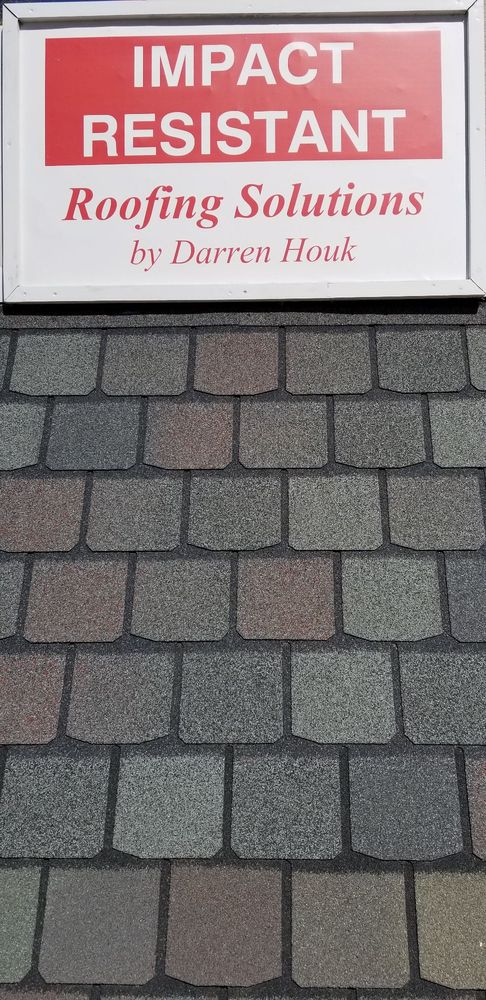 IMPACT
RESISTANT
Roofing Solutions
by Darren Houk